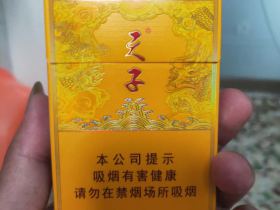 天子
本公司提示
吸烟有害健康
请勿在禁烟场所吸烟